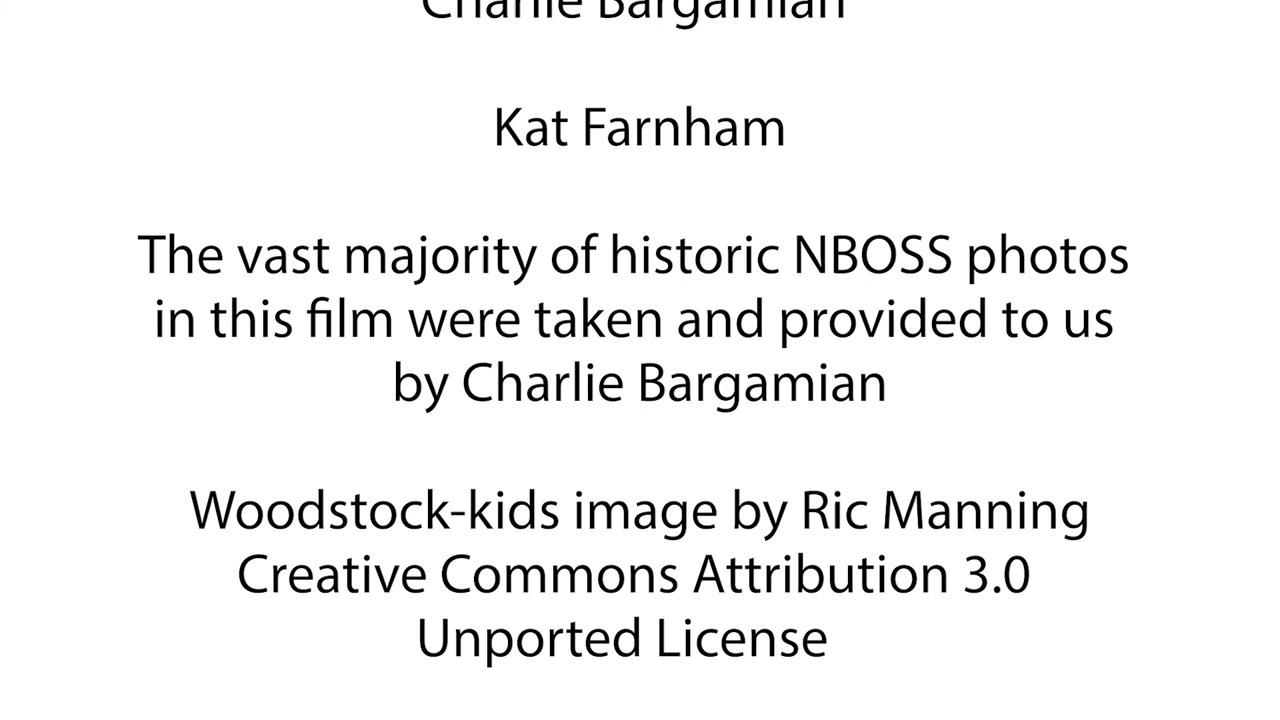 Charlie Bargamian
Kat Farnham
The vast majority of historic NBOSS photos
in this film were taken and provided to us
by Charlie Bargamian
Woodstock-kids image by Ric Manning
Creative Commons Attribution 3.0
Unported License